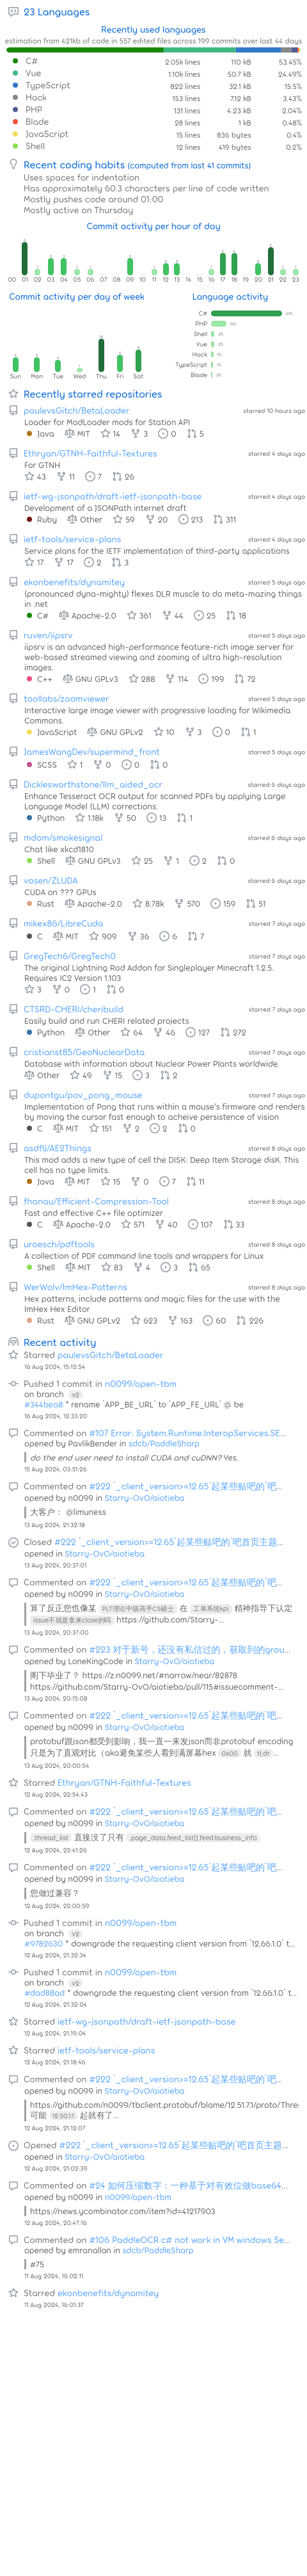 23 Languages
Recently used languages
estimation from 421kb of code in 557 edited files across 199 commits over last 44 days
C# 2.05k lines 110 kB 53.45%
Vue 1.10k lines 50.7 kB 24.49%
TypeScript 822 lines 32.1 kB 15.5%
Hack 153 lines 7.12 kB 3.43%
PHP 131 lines 4.23 kB 2.04%
Blade 28 lines 1 kB 0.48%
JavaScript 15 lines 836 bytes 0.4%
Shell 12 lines 419 bytes 0.2%
Recent coding habits (computed from last 41 commits)
Uses spaces for indentation
Has approximately 60.3 characters per line of code written
Mostly pushes code around 01:00
Mostly active on Thursday
Commit activity per hour of day
00 01 02 03 04 05 06 07 08 09 10 11 12 13 14 15 16 17 18 19 20 21 22 23
Commit activity per day of week
Sun Mon Tue Wed Thu Fri Sat
Language activity
C#
PHP
Shell
Vue
Hack
TypeScript
Blade
Recently starred repositories
paulevsGitch/BetaLoader starred 10 hours ago
Loader for ModLoader mods for Station API
Java MIT 14 3 0 5
Ethryan/GTNH-Faithful-Textures starred 4 days ago
For GTNH
43 11 7 26
ietf-wg-jsonpath/draft-ietf-jsonpath-base starred 4 days ago
Development of a JSONPath internet draft
Ruby Other 59 20 213 311
ietf-tools/service-plans starred 4 days ago
Service plans for the IETF implementation of third-party applications
17 17 2 3
ekonbenefits/dynamitey starred 5 days ago
(pronounced dyna-mighty) flexes DLR muscle to do meta-mazing things
in .net
C# Apache-2.0 361 44 25 18
ruven/iipsrv starred 5 days ago
iipsrv is an advanced high-performance feature-rich image server for
web-based streamed viewing and zooming of ultra high-resolution
images.
C++ GNU GPLv3 288 114 199 72
toollabs/zoomviewer starred 5 days ago
Interactive large image viewer with progressive loading for Wikimedia
Commons.
JavaScript GNU GPLv2 10 3 0 1
JamesWangDev/supermind_front starred 5 days ago
SCSS 1 0 0 0
Dicklesworthstone/llm_aided_ocr starred 6 days ago
Enhance Tesseract OCR output for scanned PDFs by applying Large
Language Model (LLM) corrections.
Python 1.18k 50 13 1
mdom/smokesignal starred 6 days ago
Chat like xkcd1810
Shell GNU GPLv3 25 1 2 0
vosen/ZLUDA starred 6 days ago
CUDA on ??? GPUs
Rust Apache-2.0 8.78k 570 159 51
mikex86/LibreCuda starred 7 days ago
C MIT 909 36 6 7
GregTech6/GregTech0 starred 7 days ago
The original Lightning Rod Addon for Singleplayer Minecraft 1.2.5.
Requires IC2 Version 1.103
3 0 1 0
CTSRD-CHERI/cheribuild starred 7 days ago
Easily build and run CHERI related projects
Python Other 64 46 127 272
cristianst85/GeoNuclearData starred 7 days ago
Database with information about Nuclear Power Plants worldwide.
Other 49 15 3 2
dupontgu/pov_pong_mouse starred 7 days ago
Implementation of Pong that runs within a mouse's firmware and renders
by moving the cursor fast enough to achieve persistence of vision
C MIT 151 2 2 0
asdflj/AE2Things starred 8 days ago
This mod adds a new type of cell the DISK: Deep Item Storage disK. This
cell has no type limits.
Java MIT 15 0 7 11
fhanau/Efficient-Compression-Tool starred 8 days ago
Fast and effective C++ file optimizer
C Apache-2.0 571 40 107 33
uroesch/pdftools starred 8 days ago
A collection of PDF command line tools and wrappers for Linux
Shell MIT 83 4 3 65
WerWolv/ImHex-Patterns starred 8 days ago
Hex patterns, include patterns and magic files for the use with the
ImHex Hex Editor
Rust GNU GPLv2 623 163 60 226
Recent activity
Starred paulevsGitch/BetaLoader
16 Aug 2024, 15:12:54
Pushed 1 commit in n0099/open-tbm
on branch v2
#344bea8 * rename `APP_BE_URL` to `APP_FE_URL` @ be
16 Aug 2024, 12:33:20
Commented on #107 Error: System.Runtime.InteropServices.SE...
opened by PavlikBender in sdcb/PaddleSharp
do the end user need to install CUDA and cuDNN? Yes.
15 Aug 2024, 03:51:26
Commented on #222 `_client_version>=12.65`起某些贴吧的`吧...
opened by n0099 in Starry-OvO/aiotieba
大客户： @limuness
13 Aug 2024, 21:32:18
Closed #222 `_client_version>=12.65`起某些贴吧的`吧首页主题...
opened in Starry-OvO/aiotieba
13 Aug 2024, 20:37:01
Commented on #222 `_client_version>=12.65`起某些贴吧的`吧...
opened by n0099 in Starry-OvO/aiotieba
算了反正您也像某 PLT理论中级高手CS硕士 在 工单系统kpi 精神指导下认定
issue不就是拿来close的吗 https://github.com/Starry-...
13 Aug 2024, 20:37:00
Commented on #223 对于新号，还没有私信过的，获取到的grou...
opened by LoneKingCode in Starry-OvO/aiotieba
阁下毕业了？ https://z.n0099.net/#narrow/near/82878
https://github.com/Starry-OvO/aiotieba/pull/115#issuecomment-...
13 Aug 2024, 20:15:08
Commented on #222 `_client_version>=12.65`起某些贴吧的`吧...
opened by n0099 in Starry-OvO/aiotieba
protobuf跟json都受到影响，我一直一来发json而非protobuf encoding
只是为了直观对比（aka避免某些人看到满屏幕hex 0x00 就 tl;dr...
13 Aug 2024, 20:00:54
Starred Ethryan/GTNH-Faithful-Textures
12 Aug 2024, 22:54:43
Commented on #222 `_client_version>=12.65`起某些贴吧的`吧...
opened by n0099 in Starry-OvO/aiotieba
.thread_list 直接没了只有 .page_data.feed_list[].feed.business_info
12 Aug 2024, 22:41:26
Commented on #222 `_client_version>=12.65`起某些贴吧的`吧...
opened by n0099 in Starry-OvO/aiotieba
您做过兼容？
12 Aug 2024, 22:00:59
Pushed 1 commit in n0099/open-tbm
on branch v2
#9782630 * downgrade the requesting client version from `12.66.1.0` t...
12 Aug 2024, 21:32:34
Pushed 1 commit in n0099/open-tbm
on branch v2
#dad88ad * downgrade the requesting client version from `12.66.1.0` t...
12 Aug 2024, 21:32:04
Starred ietf-wg-jsonpath/draft-ietf-jsonpath-base
12 Aug 2024, 21:19:04
Starred ietf-tools/service-plans
12 Aug 2024, 21:18:46
Commented on #222 `_client_version>=12.65`起某些贴吧的`吧...
opened by n0099 in Starry-OvO/aiotieba
https://github.com/n0099/tbclient.protobuf/blame/12.51.7.1/proto/Threa
可能 12.50.1.1 起就有了...
12 Aug 2024, 21:12:07
Opened #222 `_client_version>=12.65`起某些贴吧的`吧首页主题...
opened in Starry-OvO/aiotieba
12 Aug 2024, 21:02:39
Commented on #24 如何压缩数字：一种基于对有效位做base64...
opened by n0099 in n0099/open-tbm
https://news.ycombinator.com/item?id=41217903
12 Aug 2024, 20:47:16
Commented on #106 PaddleOCR c# not work in VM windows Se...
opened by emranallan in sdcb/PaddleSharp
#75
11 Aug 2024, 16:02:11
Starred ekonbenefits/dynamitey
11 Aug 2024, 16:01:37